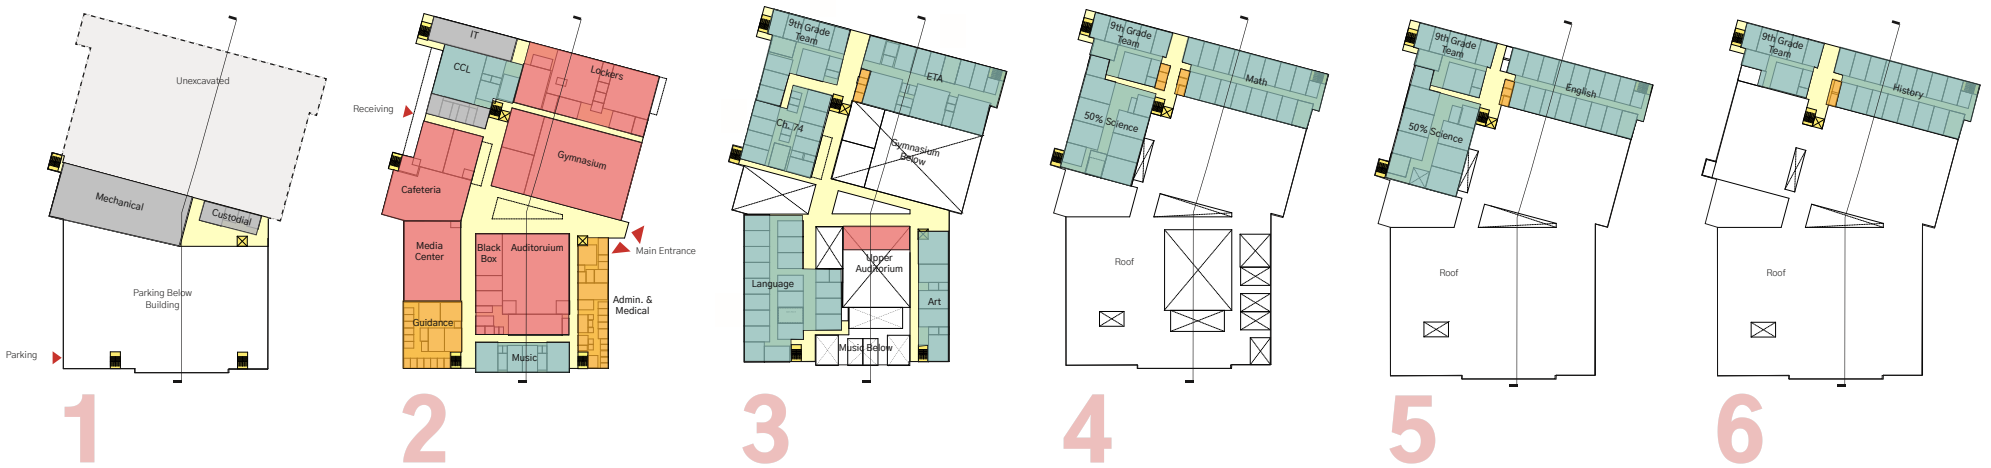 Unexcavated
Mechanical
Custodial
Parking Below
Building
Parking
1
IT
CCL
Lockers
Receiving
Gymnasium
Cafeteria
Media
Center
Black
Box
Auditoruium
Main Entrance
Admin. &
Medical
Guidance
Music
2
9th Grade
Team
ETA
Ch. 74
Gymnasium
Below
Upper
Auditorium
Language
Art
Music Below
3
9th Grade
Team
Math
50% Science
Roof
4
9th Grade
Team
English
50% Science
Roof
5
9th Grade
Team
History
Roof
6